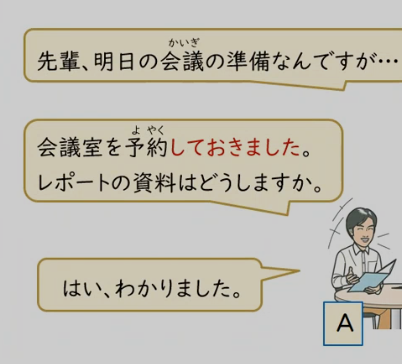 かいぎ
先輩、明日の会議の準備なんですが…
よ やく
会議室を予約しておきました。
レポートの資料はどうしますか。
はい、わかりました。
A